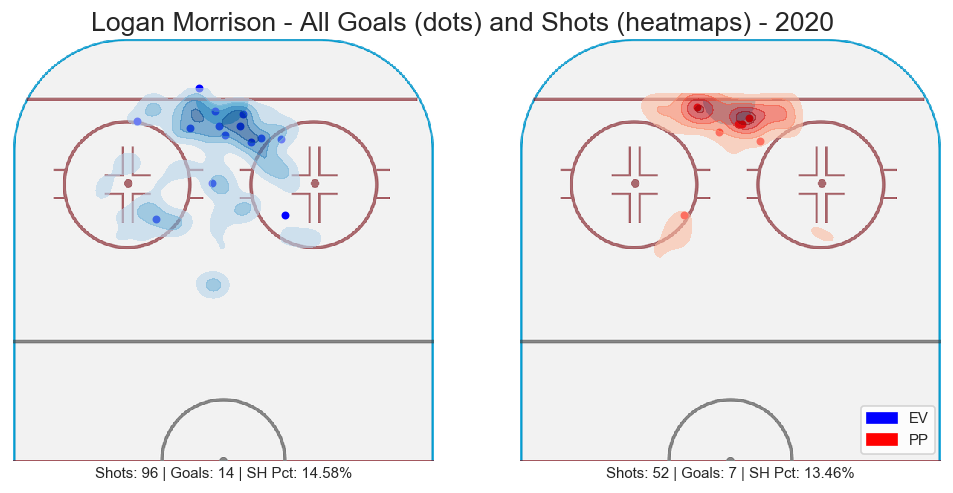 Logan Morrison - All Goals (dots) and Shots (heatmaps) - 2020
EV
PP
Shots: 96 | Goals: 14 | SH Pct: 14.58%
Shots: 52 | Goals: 7 | SH Pct: 13.46%